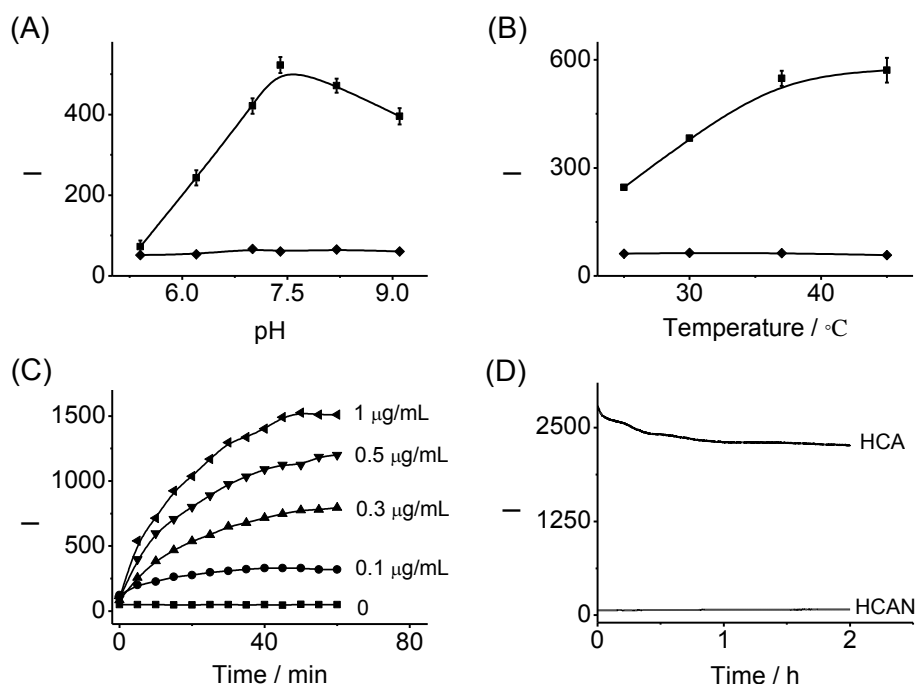 (A)
400
200
0
I
6.0 7.5 9.0
pH
(B)
600
300
0
I
30 40
Temperature / °C
(C)
1500
1000
500
0
I
1 µg/mL
0.5 µg/mL
0.3 µg/mL
0.1 µg/mL
0
0 40 80
Time / min
(D)
2500
1250
0
I
HCA
HCAN
0 1 2
Time / h